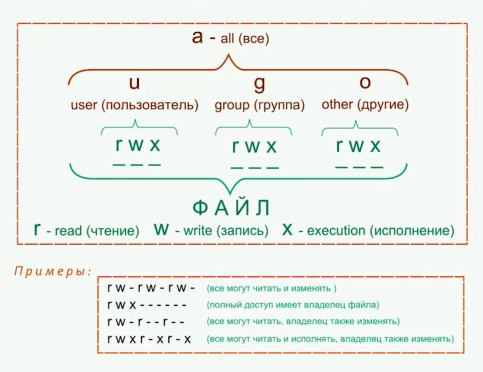 a - all (все)
u g o
user (пользователь) group (группа) other (другие)
r w x r w x r w x
_ _ _ _ _ _ _ _ _
ФАЙЛ
r - read (чтение) w - write (запись) x - execution (исполнение)
Примеры:
r w - r w - r w - (все могут читать и изменять )
r w x - - - - - - (полный доступ имеет владелец файла)
r w - r - - r - - (все могут читать, владелец также изменять)
r w x r - x r - x (все могут читать и исполнять, владелец также изменять)